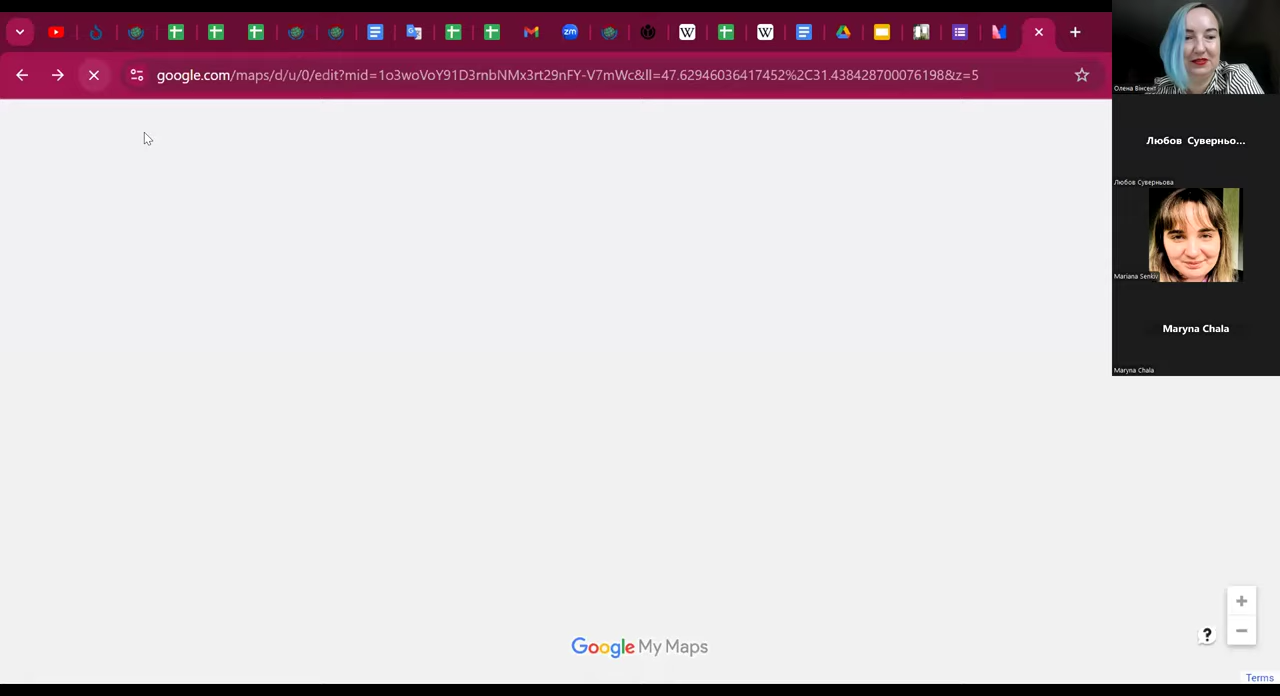 google.com/maps/d/u/0/edit?mid=1o3woVoY91D3rnbNMx3rt29nFY-V7mWc&ll=47.62946036417452%2C31.438428700076198&z=5
Олена Вінсент
Любов Суверньо...
Любов Суверньова
Mariana Senkiv
Maryna Chala
Maryna Chala
Google My Maps
Terms